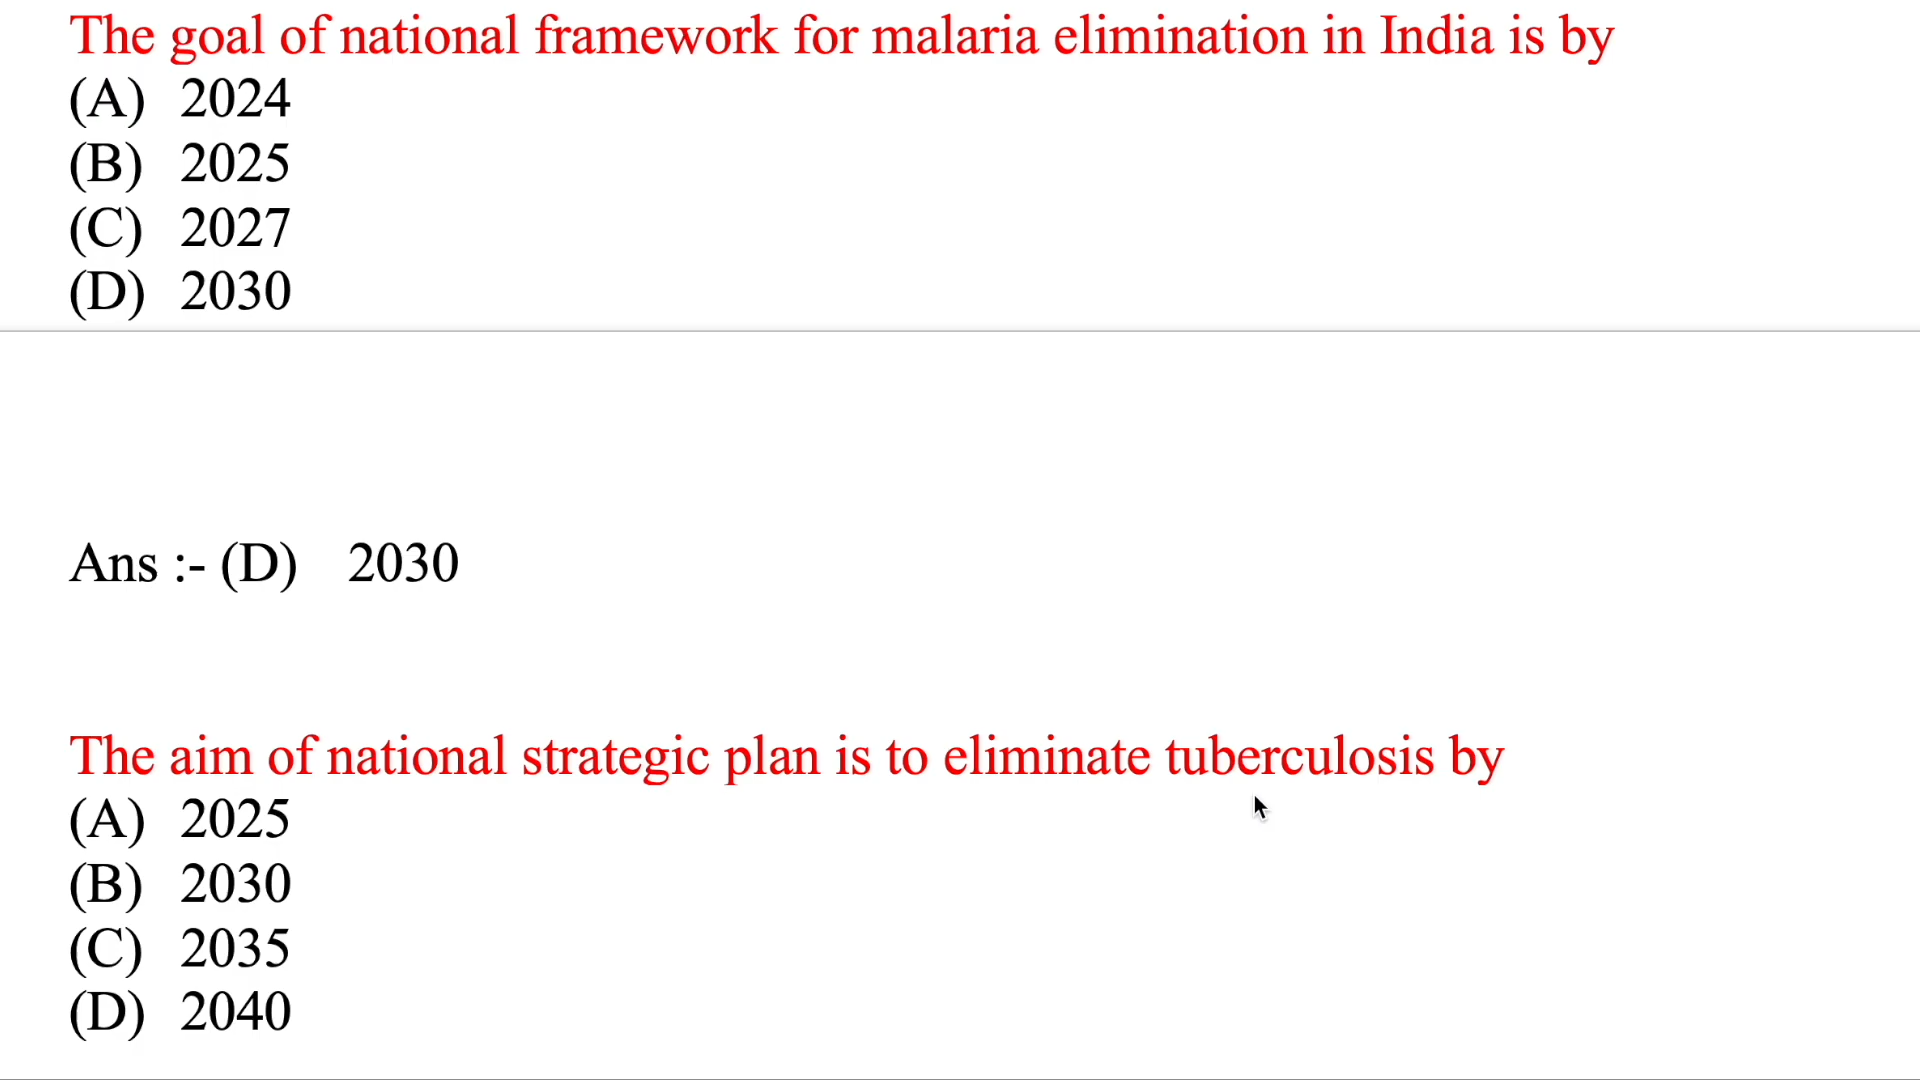 The goal of national framework for malaria elimination in India is by
(A) 2024
(B) 2025
(C) 2027
(D) 2030
Ans :- (D) 2030
The aim of national strategic plan is to eliminate tuberculosis by
(A) 2025
(B) 2030
(C) 2035
(D) 2040